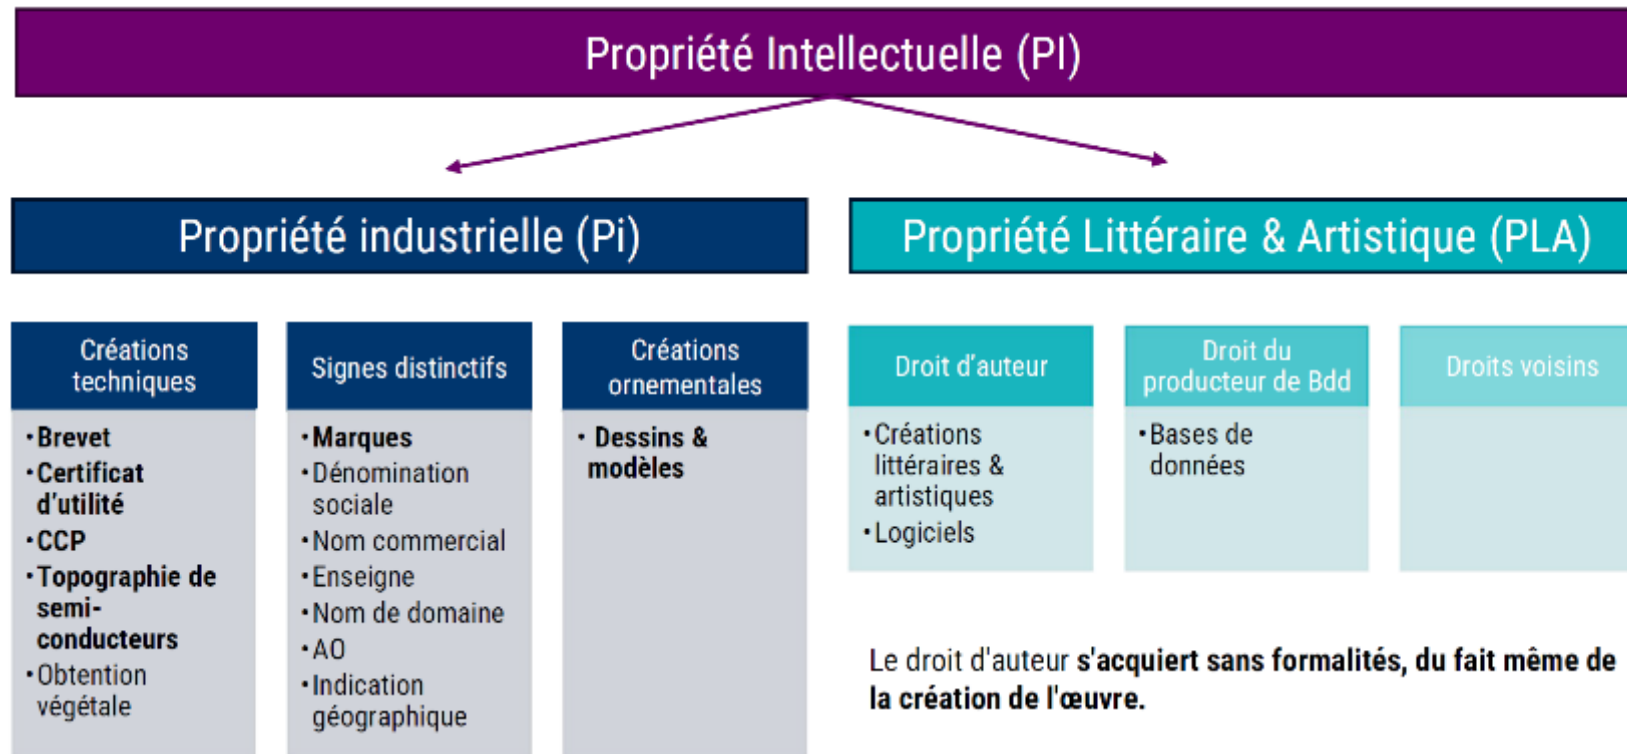 Propriété Intellectuelle (PI)
Propriété industrielle (Pi)
Propriété Littéraire & Artistique (PLA)
Créations
techniques
•Brevet
•Certificat
d'utilité
•CCP
•Topographie de
semi-
conducteurs
•Obtention
végétale
Signes distinctifs
•Marques
•Dénomination
sociale
•Nom commercial
•Enseigne
•Nom de domaine
•AO
•Indication
géographique
Créations
ornementales
• Dessins &
modèles
Droit d'auteur
•Créations
littéraires &
artistiques
•Logiciels
Droit du
producteur de Bdd
•Bases de
données
Droits voisins
Le droit d'auteur s'acquiert sans formalités, du fait même de
la création de l'œuvre.